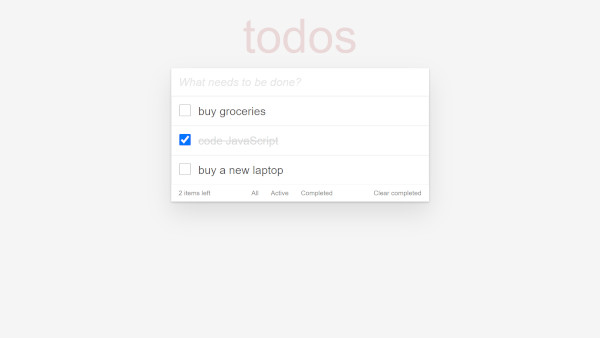 todos
What needs to be done?
buy groceries
code JavaScript
buy a new laptop
2 items left All Active Completed Clear completed